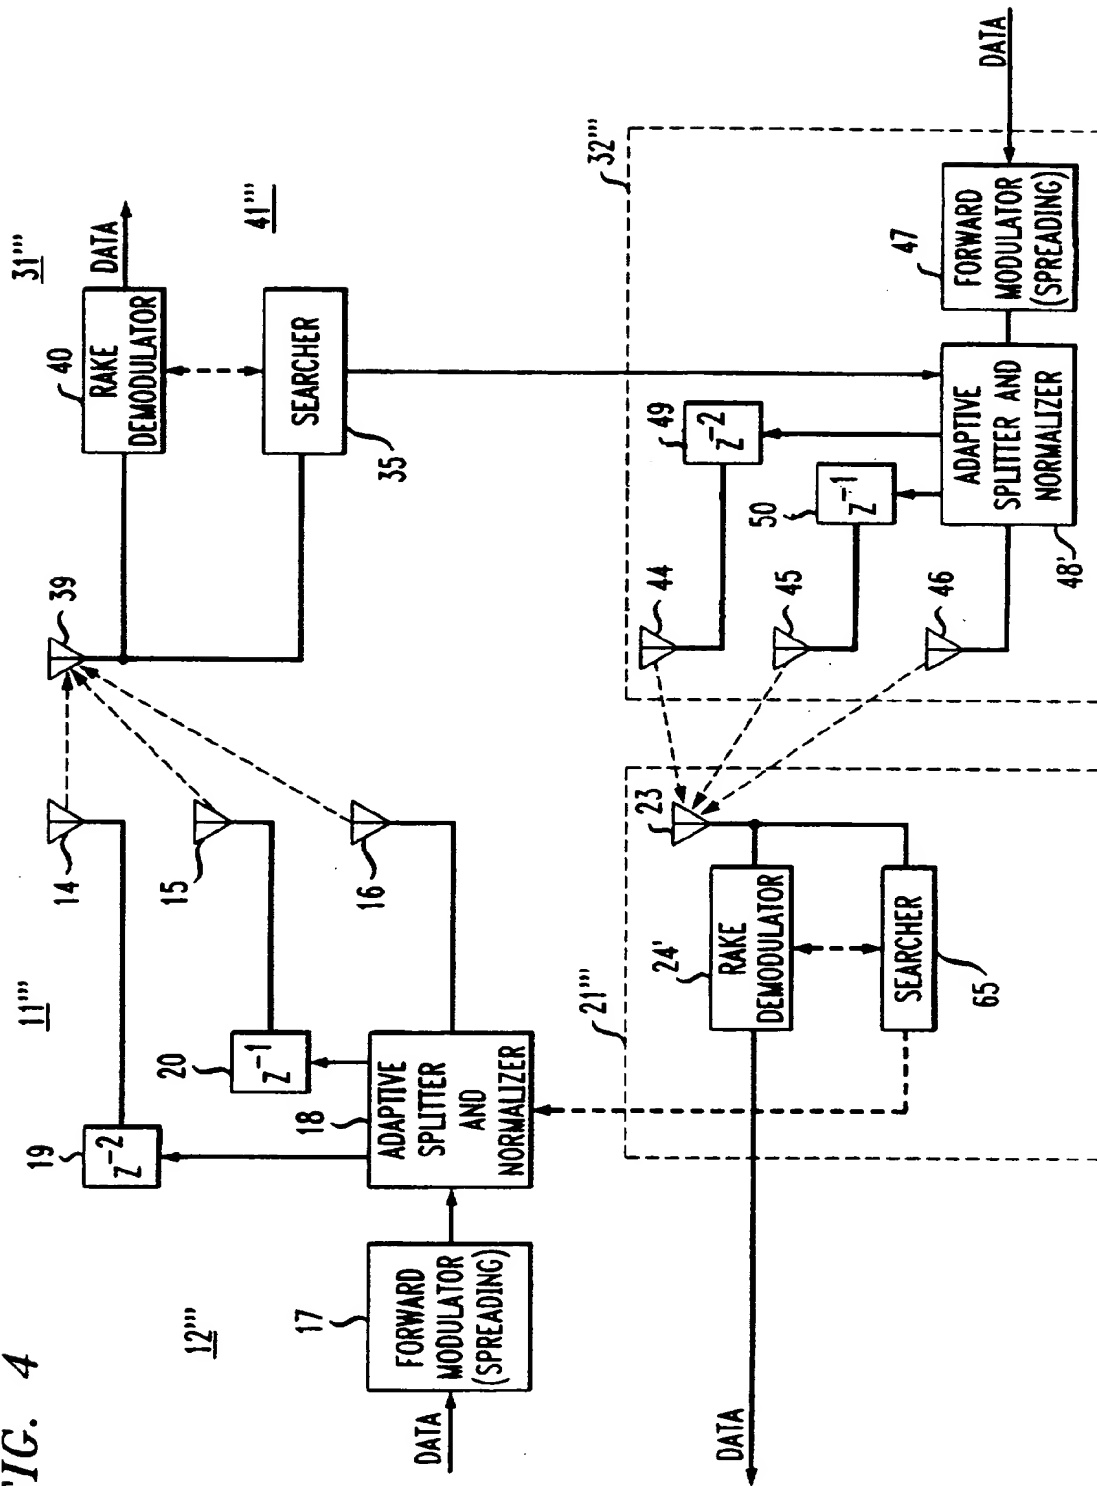 FIG. 4
11'''
12'''
DATA
17
FORWARD
MODULATOR
(SPREADING)
18
ADAPTIVE
SPLITTER
AND
NORMALIZER
19
Z⁻²
20
Z⁻¹
14
15
16
31'''
39
40
RAKE
DEMODULATOR
DATA
41'''
SEARCHER
35
21'''
23
24'
RAKE
DEMODULATOR
DATA
SEARCHER
65
32'''
44
45
46
49
Z⁻²
50
Z⁻¹
ADAPTIVE
SPLITTER AND
NORMALIZER
48'
47
FORWARD
MODULATOR
(SPREADING)
DATA